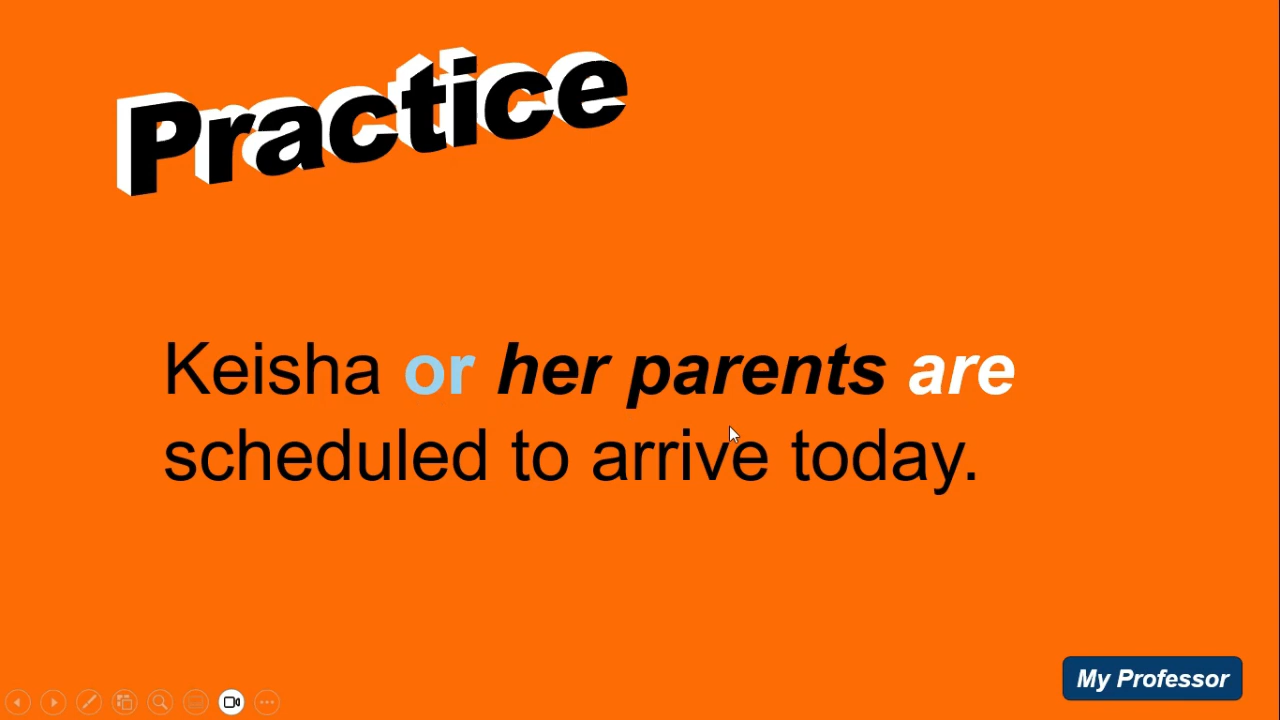 Practice
Keisha or her parents are
scheduled to arrive today.
My Professor